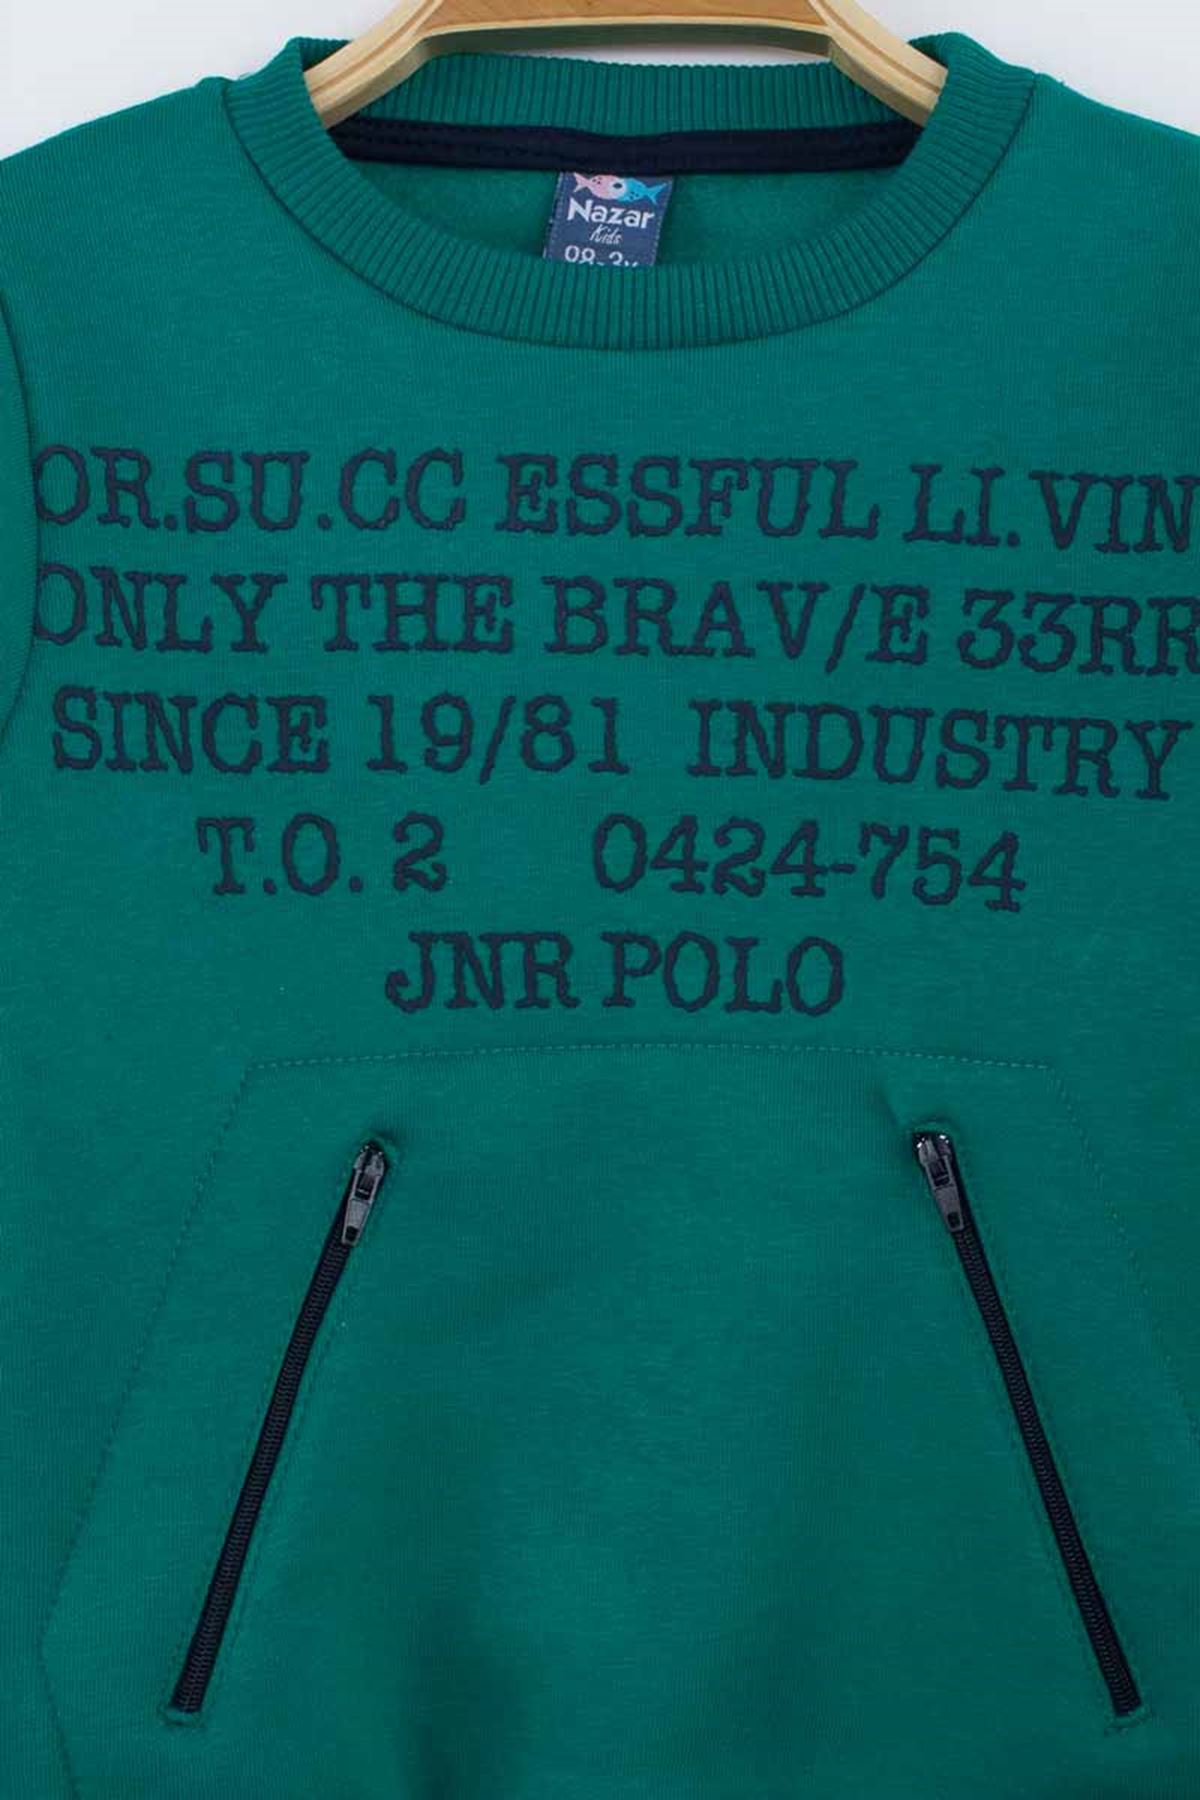 Nazar
Kids
OR.SU.CC ESSFUL LI.VIN
ONLY THE BRAV/E 33RR
SINCE 19/81 INDUSTRY
T.O. 2 0424-754
JNR POLO